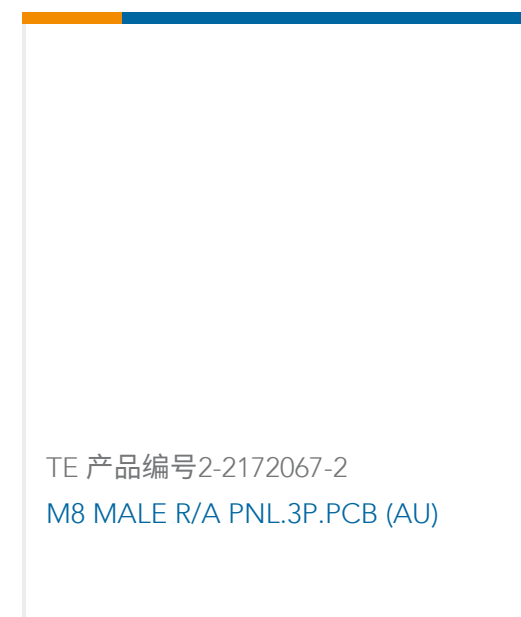 TE 产品编号2-2172067-2
M8 MALE R/A PNL.3P.PCB (AU)